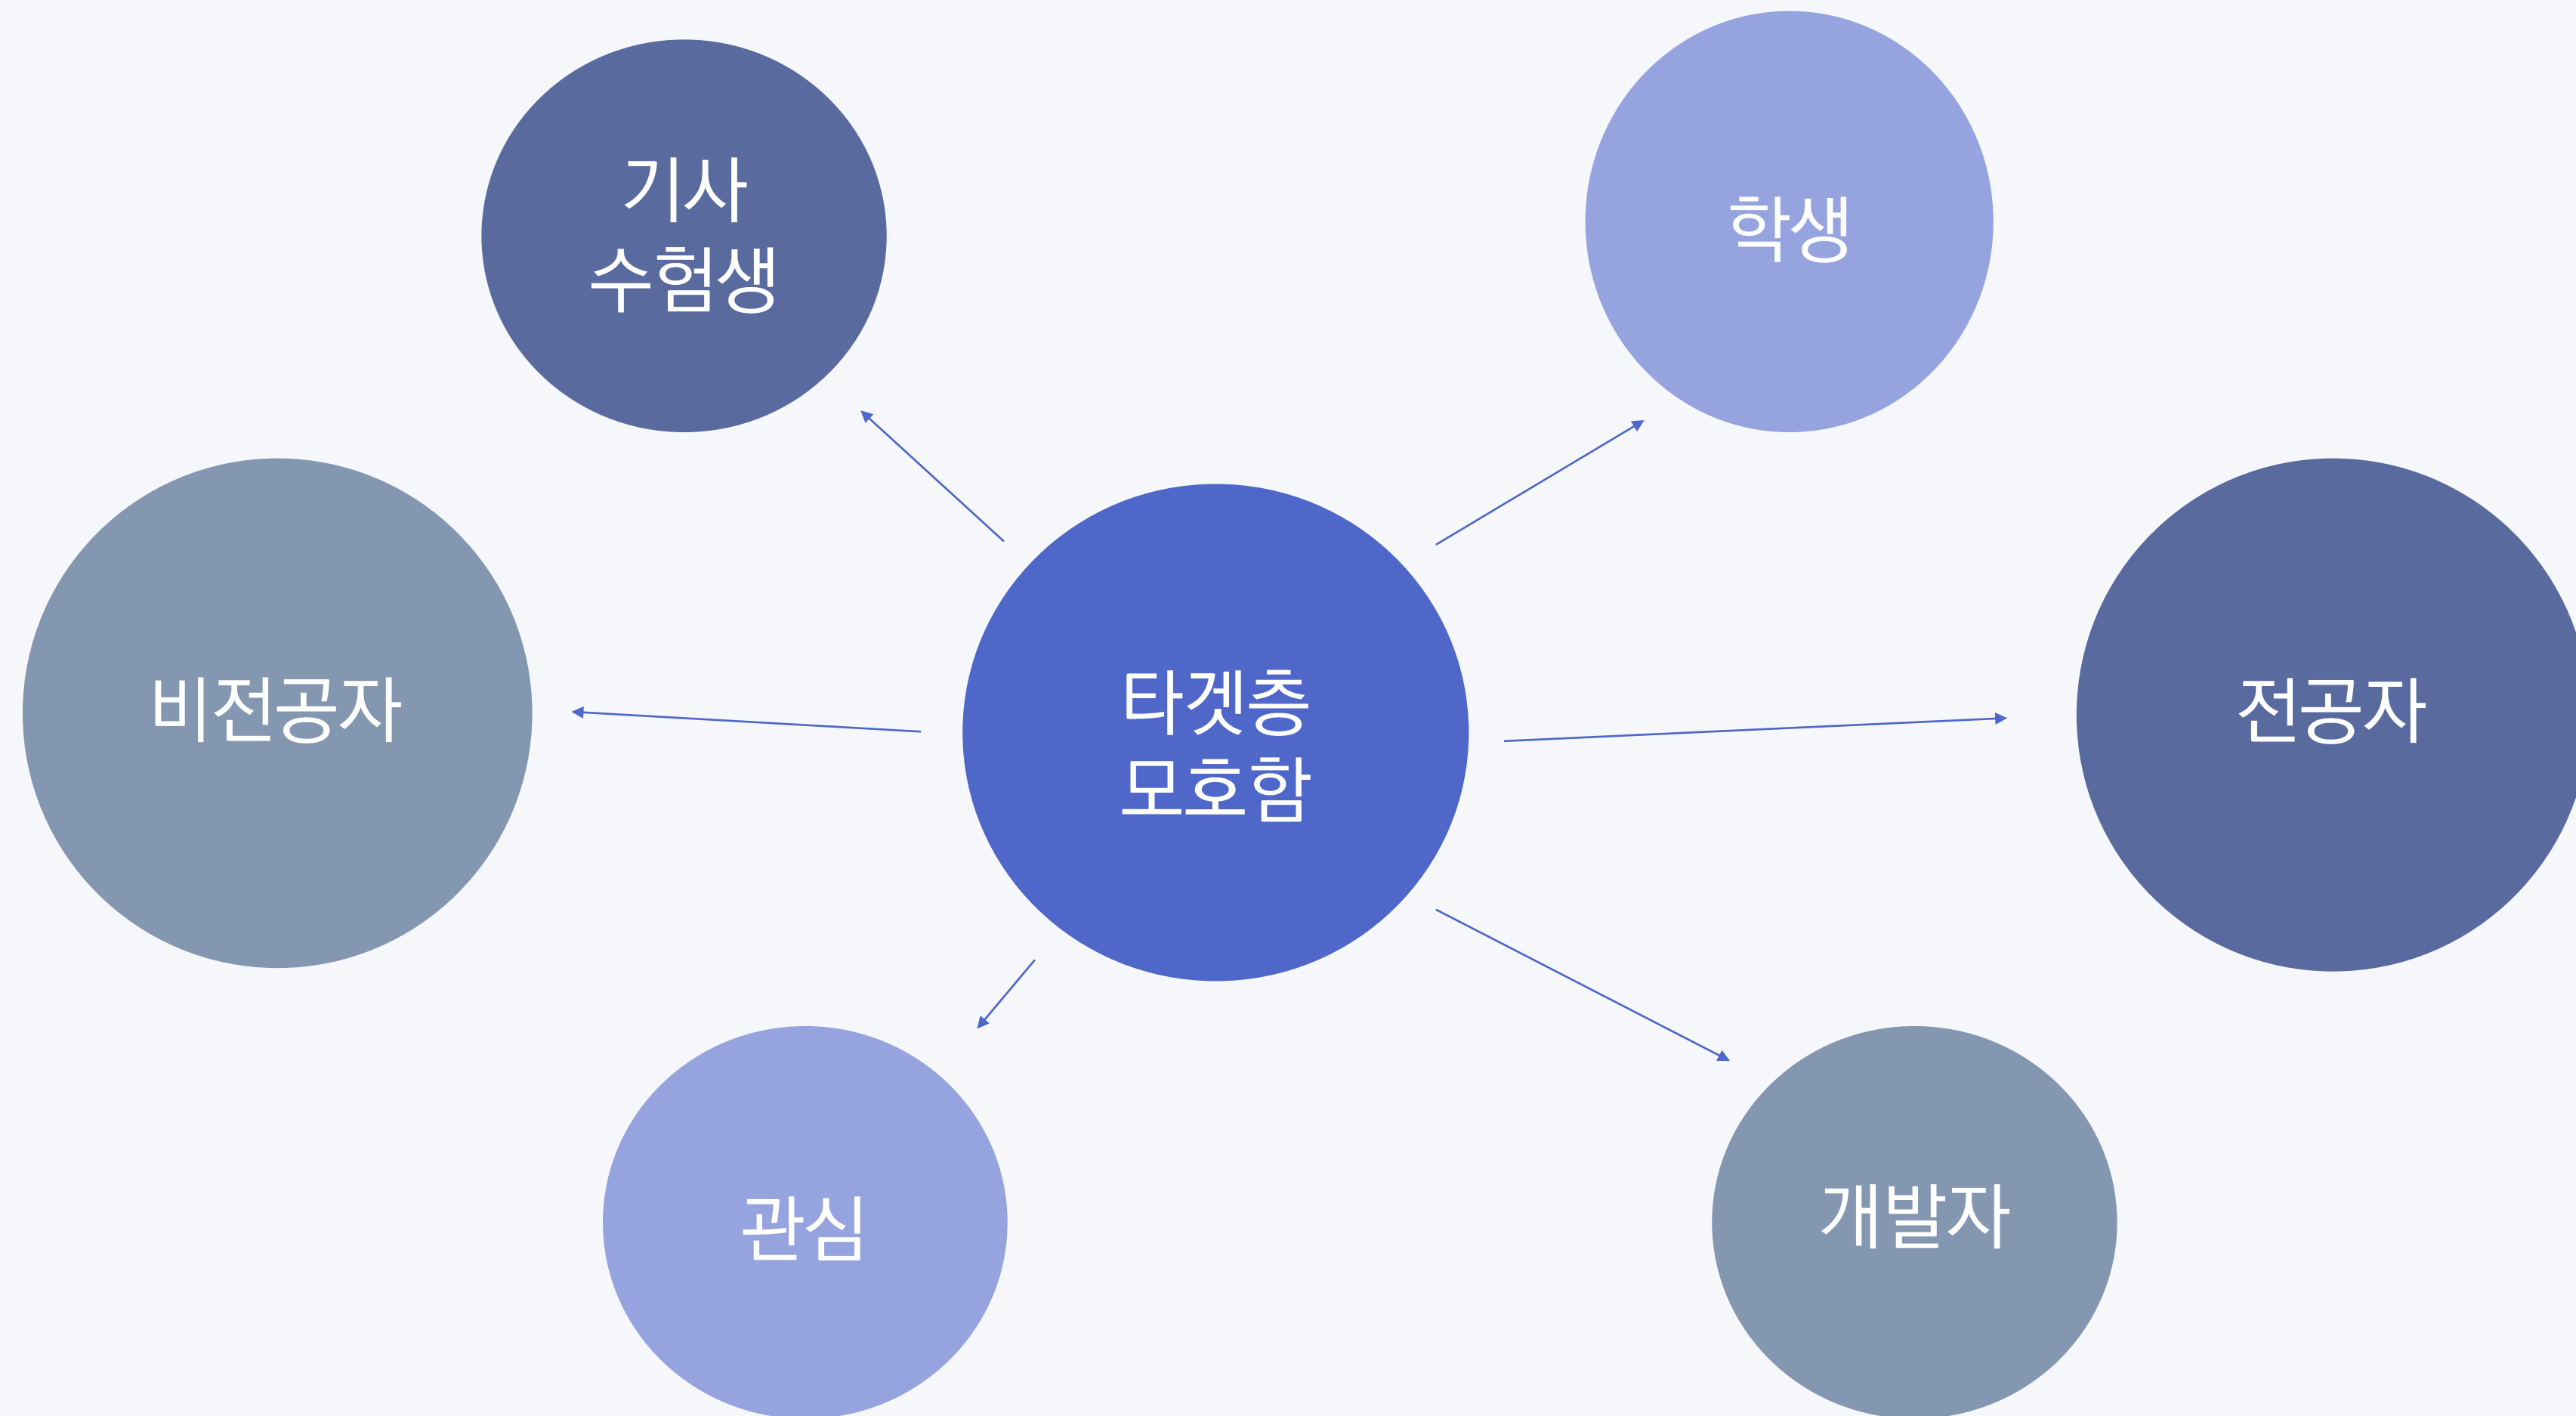 기사
수험생
학생
비전공자
타겟층
모호함
전공자
관심
개발자